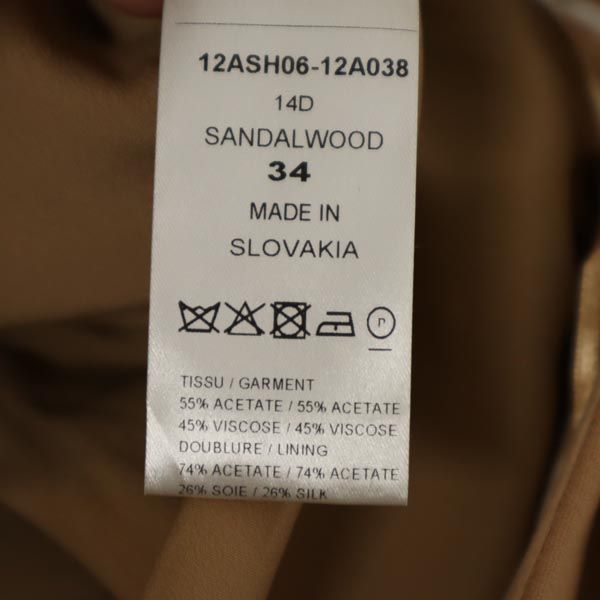 12ASH06-12A038
14D
SANDALWOOD
34
MADE IN
SLOVAKIA
P
TISSU / GARMENT
55% ACETATE / 55% ACETATE
45% VISCOSE / 45% VISCOSE
DOUBLURE / LINING
74% ACETATE / 74% ACETATE
26% SOIE / 26% SILK